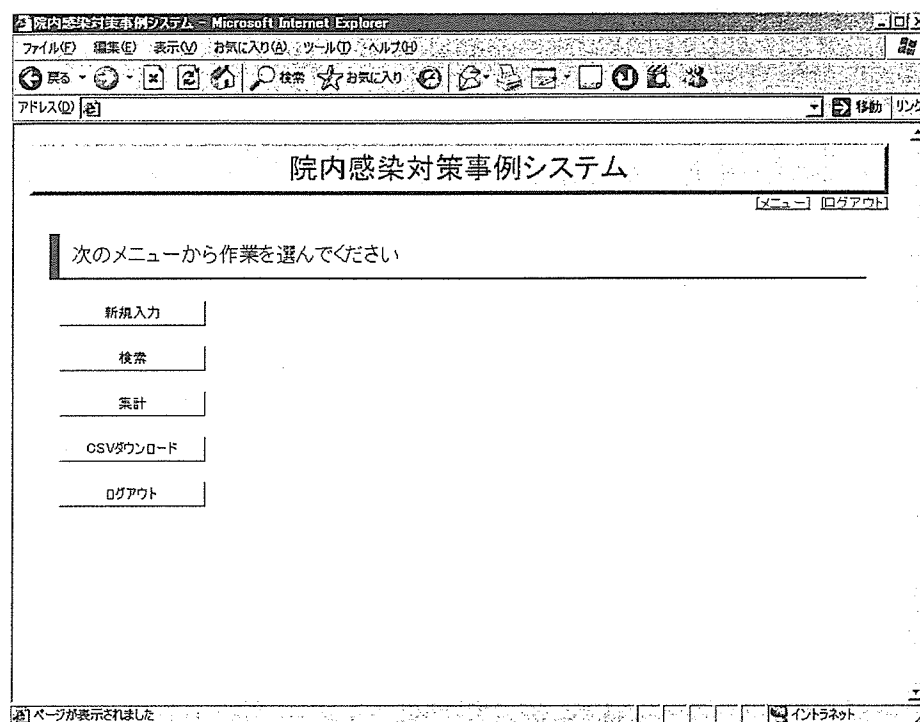 院内感染対策事例システム - Microsoft Internet Explorer
ファイル(F) 編集(E) 表示(V) お気に入り(A) ツール(T) ヘルプ(H)
戻る 検索 お気に入り
アドレス(D) 移動 リンク
院内感染対策事例システム
[メニュー] [ログアウト]
次のメニューから作業を選んでください
新規入力
検索
集計
CSVダウンロード
ログアウト
ページが表示されました イントラネット